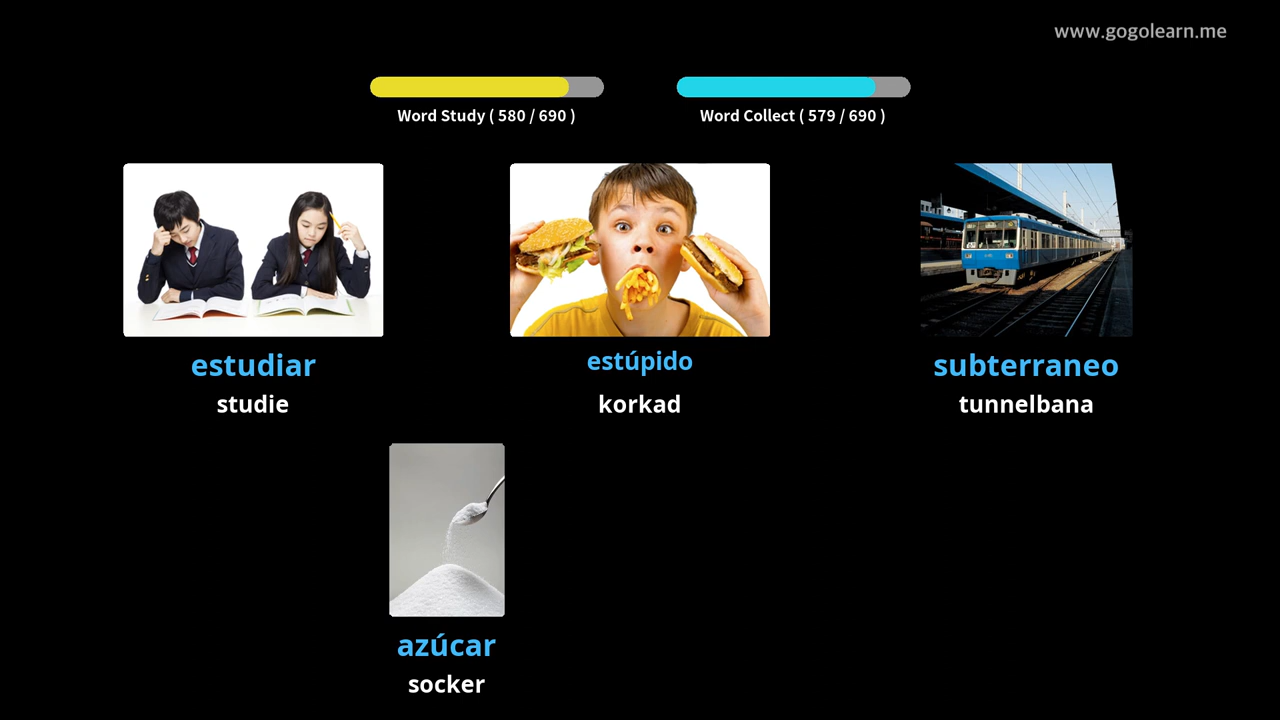 www.gogolearn.me
Word Study ( 580 / 690 )
Word Collect ( 579 / 690 )
estudiar
studie
estúpido
korkad
subterraneo
tunnelbana
azúcar
socker